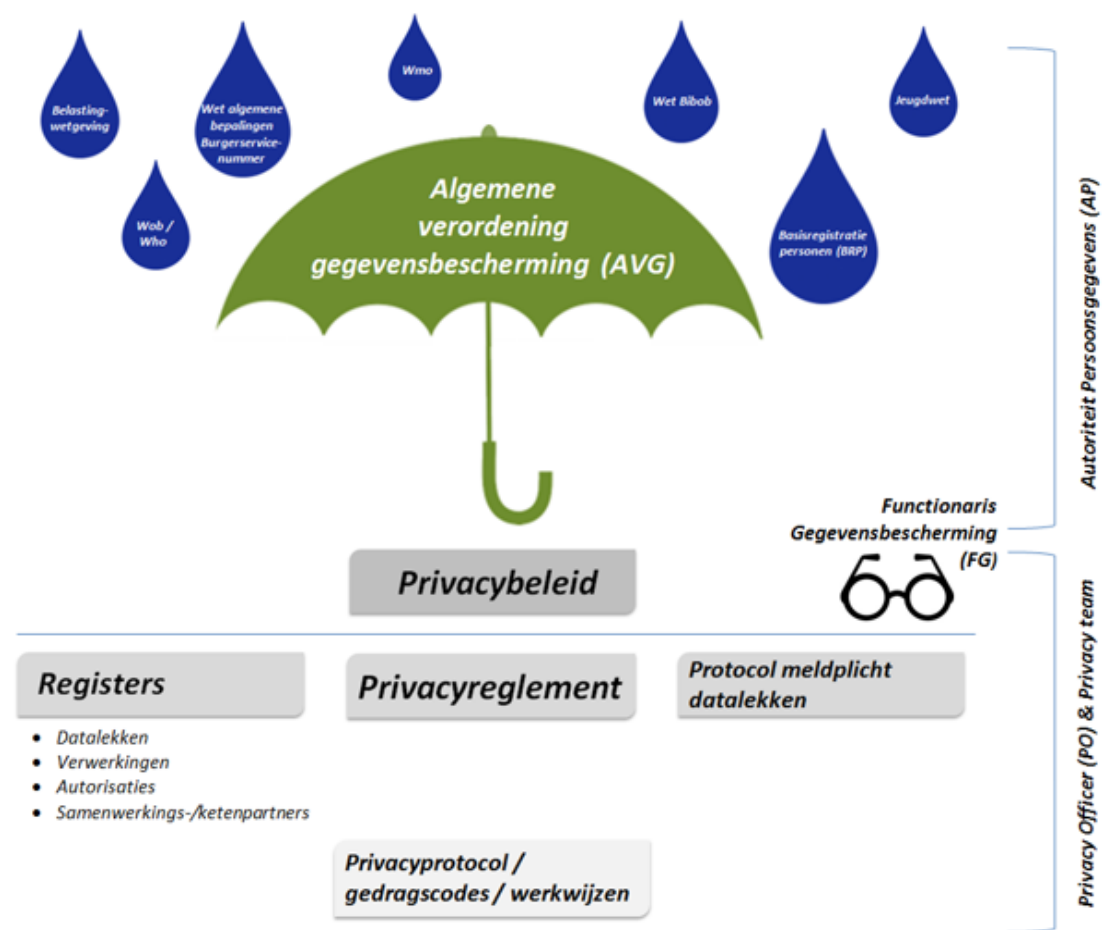 Belasting-
wetgeving
Wet algemene
bepalingen
Burgerservice-
nummer
Wmo
Wet Bibob
Jeugdwet
Wob /
Who
Basisregistratie
personen (BRP)
Algemene
verordening
gegevensbescherming (AVG)
Autoriteit Persoonsgegevens (AP)
Functionaris
Gegevensbescherming
(FG)
Privacybeleid
Registers
Privacyreglement
Protocol meldplicht
datalekken
• Datalekken
• Verwerkingen
• Autorisaties
• Samenwerkings-/ketenpartners
Privacyprotocol /
gedragscodes / werkwijzen
Privacy Officer (PO) & Privacy team